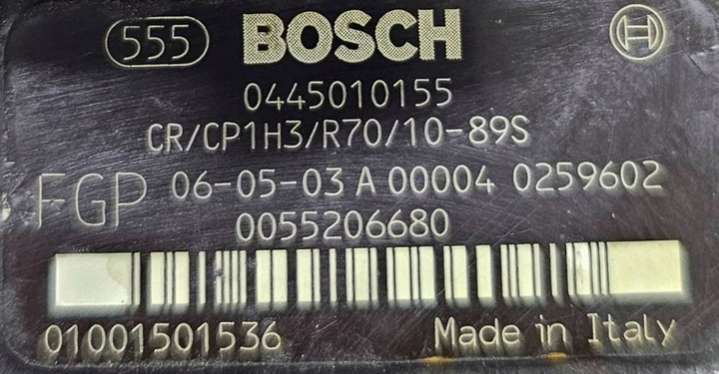 555 BOSCH
0445010155
CR/CP1H3/R70/10-89S
FGP 06-05-03 A 00004 0259602
0055206680
01001501536 Made in Italy